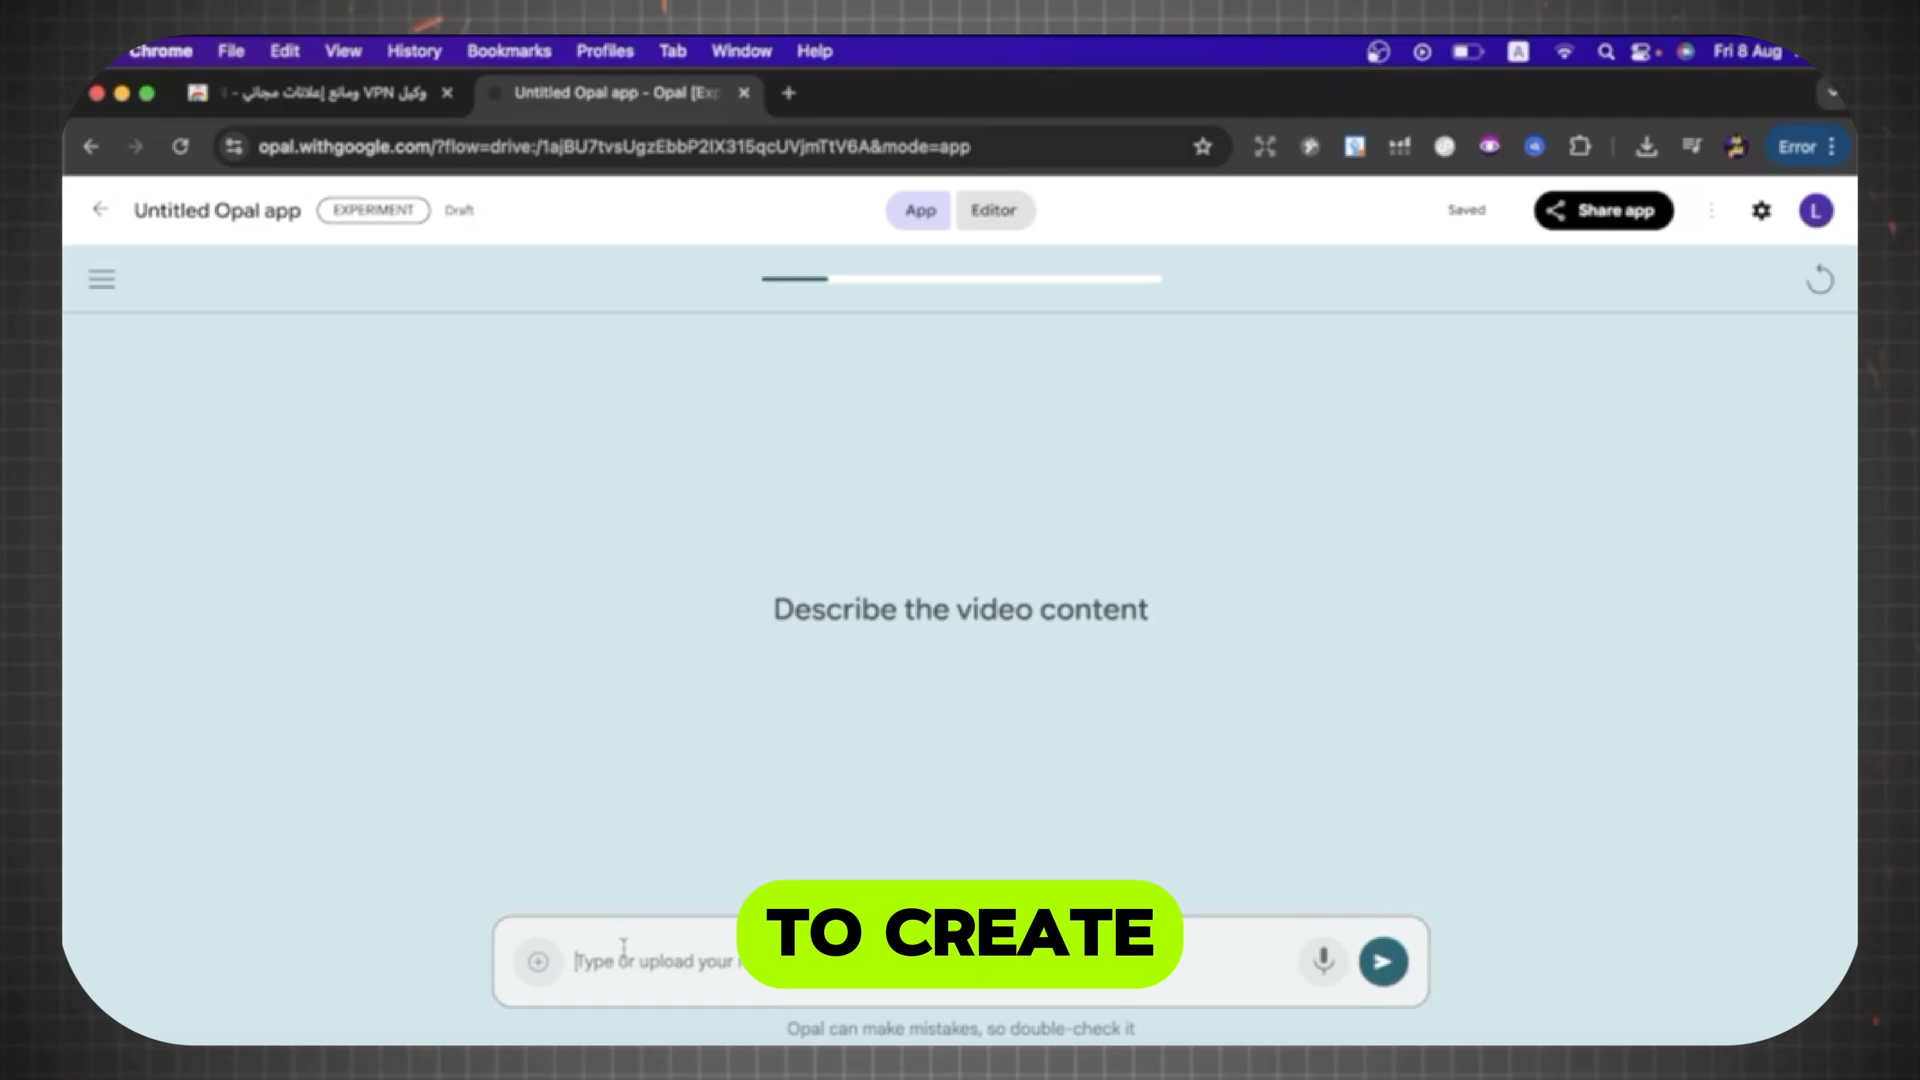 Chrome File Edit View History Bookmarks Profiles Tab Window Help Fri 8 Aug
وكيل VPN ومانع إعلانات مجاني -
Untitled Opal app - Opal [Exp
opal.withgoogle.com/?flow=drive:/1ajBU7tvsUgzEbbP2IX315qcUVjmTtV6A&mode=app
Error
Untitled Opal app EXPERIMENT Draft App Editor Saved Share app L
Describe the video content
TO CREATE
Type or upload your
Opal can make mistakes, so double-check it